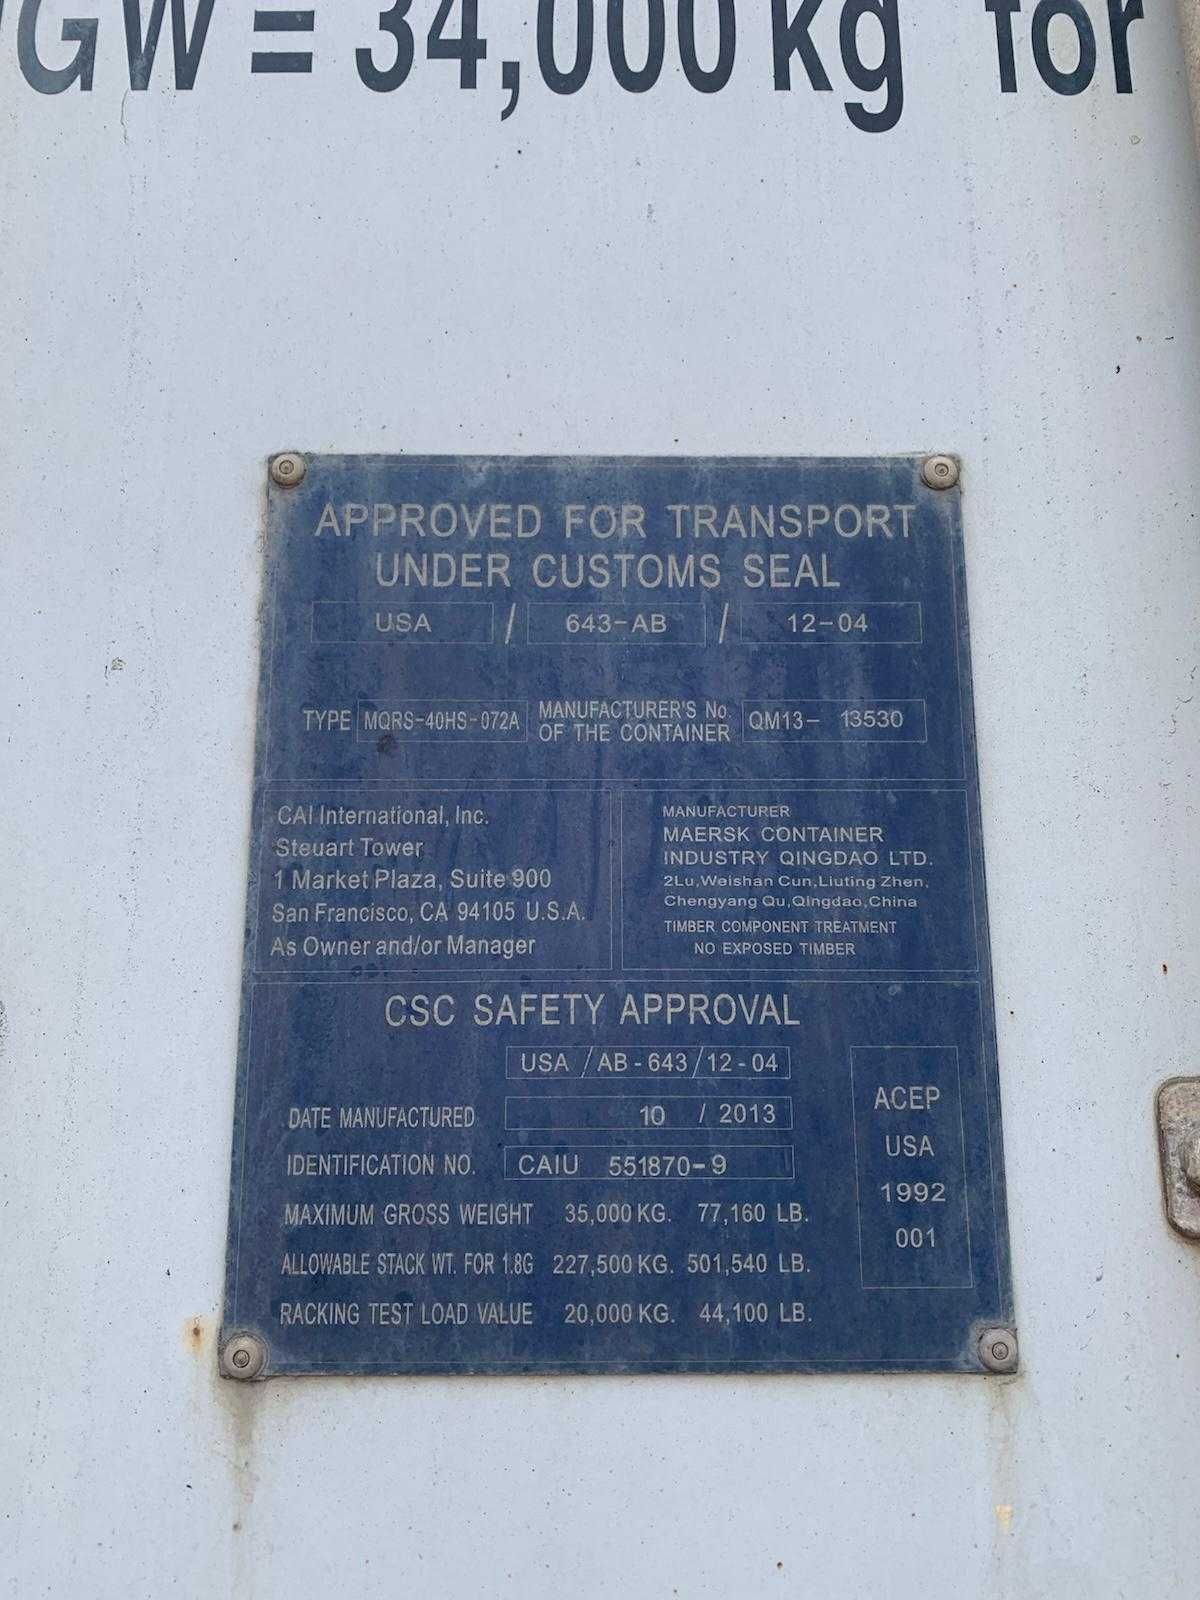 GW = 34,000 kg for
APPROVED FOR TRANSPORT
UNDER CUSTOMS SEAL
USA / 643-AB / 12-04
TYPE MQRS-40HS-072A MANUFACTURER'S No. OF THE CONTAINER QM13- 13530
CAI International, Inc.
Steuart Tower
1 Market Plaza, Suite 900
San Francisco, CA 94105 U.S.A.
As Owner and/or Manager
MANUFACTURER
MAERSK CONTAINER
INDUSTRY QINGDAO LTD.
2Lu,Weishan Cun,Liuting Zhen,
Chengyang Qu,Qingdao,China
TIMBER COMPONENT TREATMENT
NO EXPOSED TIMBER
CSC SAFETY APPROVAL
USA / AB - 643 / 12 - 04
DATE MANUFACTURED 10 / 2013
IDENTIFICATION NO. CAIU 551870-9
MAXIMUM GROSS WEIGHT 35,000 KG. 77,160 LB.
ALLOWABLE STACK WT. FOR 1.8G 227,500 KG. 501,540 LB.
RACKING TEST LOAD VALUE 20,000 KG. 44,100 LB.
ACEP
USA
1992
001